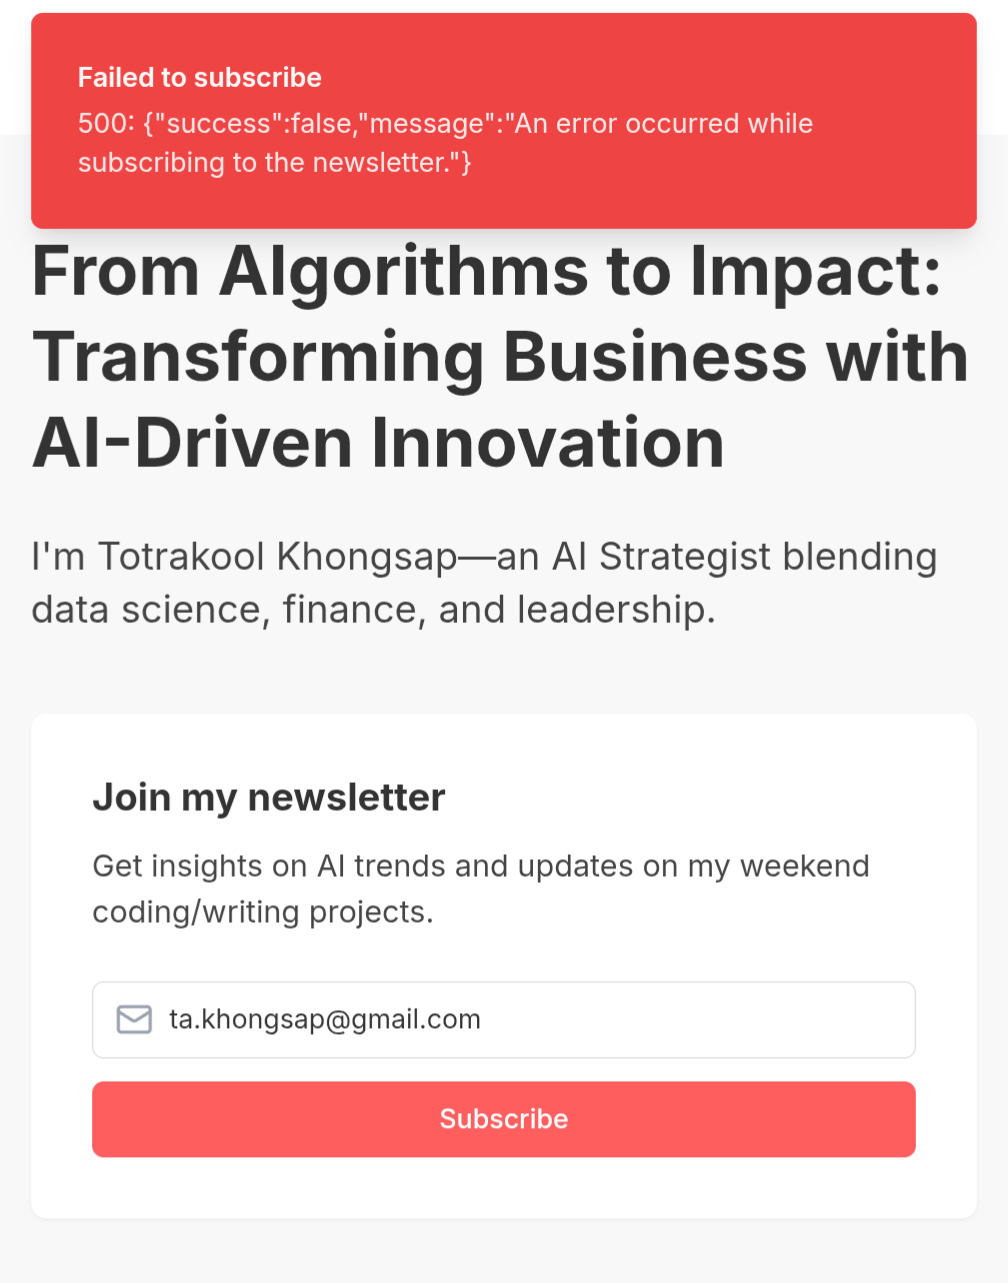 Failed to subscribe
500: {"success":false,"message":"An error occurred while
subscribing to the newsletter."}
From Algorithms to Impact:
Transforming Business with
AI-Driven Innovation
I'm Totrakool Khongsap—an AI Strategist blending
data science, finance, and leadership.
Join my newsletter
Get insights on AI trends and updates on my weekend
coding/writing projects.
ta.khongsap@gmail.com
Subscribe